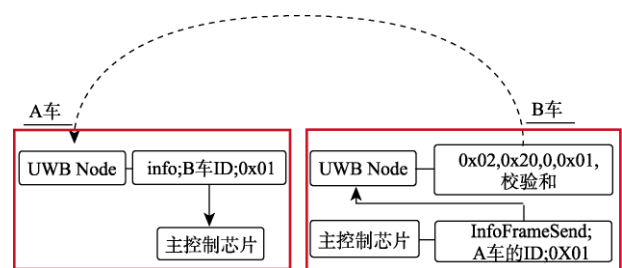 A车
B车
UWB Node
info;B车ID;0x01
主控制芯片
UWB Node
0x02,0x20,0,0x01,
校验和
主控制芯片
InfoFrameSend;
A车的ID;0X01